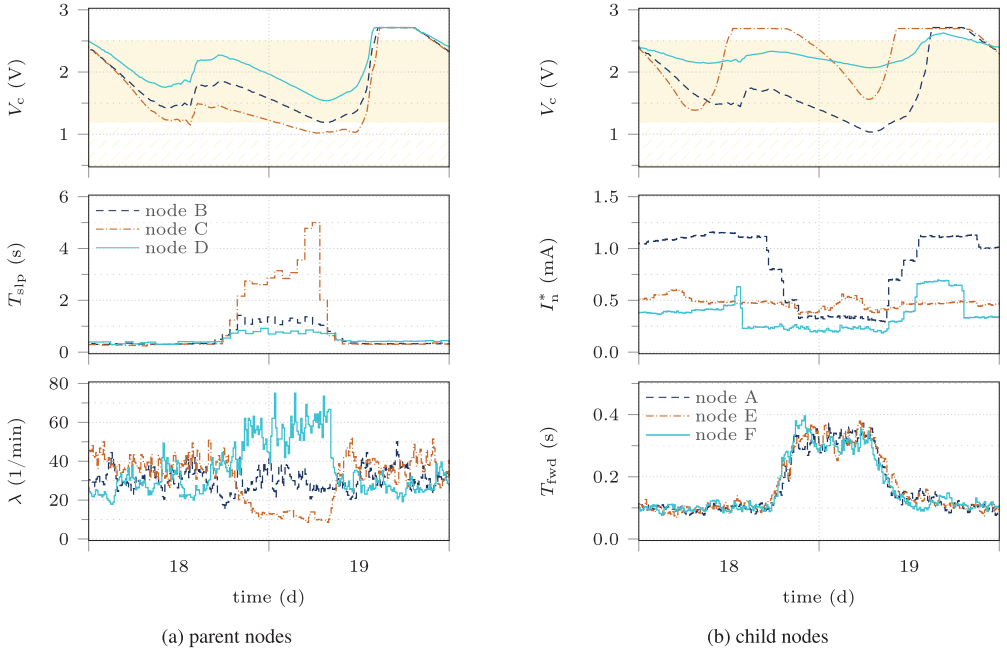 3
2
1
V_c (V)
6
4
2
0
T_slp (s)
node B
node C
node D
80
60
40
20
0
λ (1/min)
18
19
time (d)
(a) parent nodes
3
2
1
V_c (V)
1.5
1.0
0.5
0.0
I*_n (mA)
0.4
0.2
0.0
T_fwd (s)
node A
node E
node F
18
19
time (d)
(b) child nodes